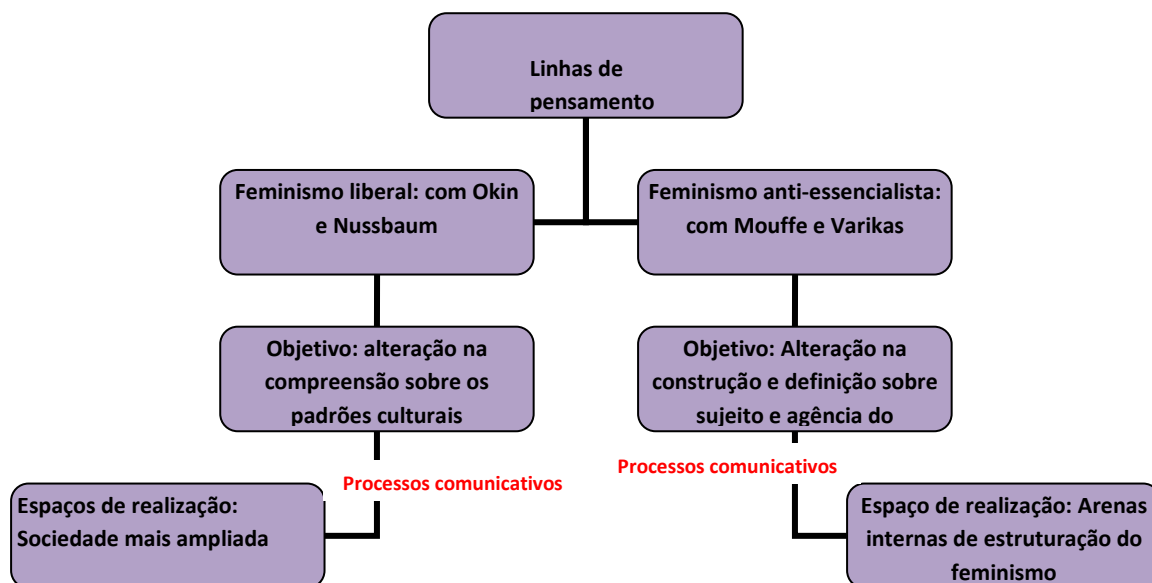 Linhas de
pensamento
Feminismo liberal: com Okin
e Nussbaum
Feminismo anti-essencialista:
com Mouffe e Varikas
Objetivo: alteração na
compreensão sobre os
padrões culturais
Objetivo: Alteração na
construção e definição sobre
sujeito e agência do
Processos comunicativos
Processos comunicativos
Espaços de realização:
Sociedade mais ampliada
Espaço de realização: Arenas
internas de estruturação do
feminismo